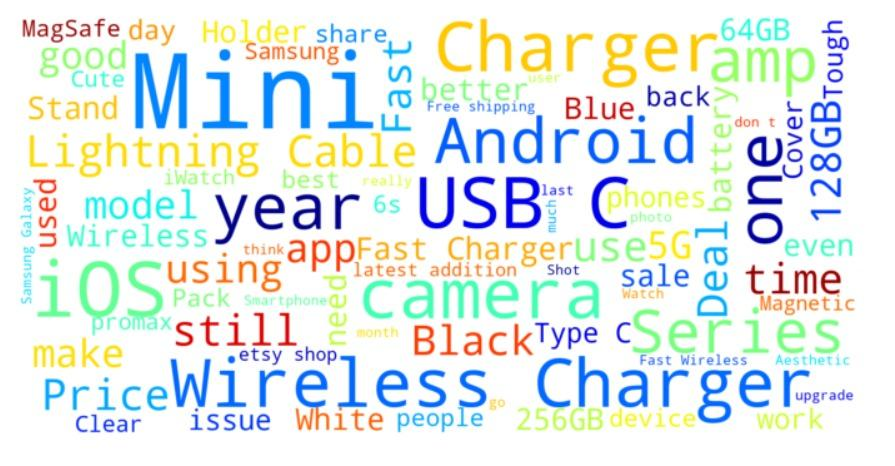 MagSafe day Holder share Charger 64GB
good Samsung amp
Cute Mini Fast better user Tough
Stand Free shipping Blue back
Lightning Cable Android battery don t Cover 128GB
iWatch best really one
used model year 6s USB C last much phones
Wireless photo
Samsung Galaxy think app Fast Charger use 5G Deal even
iOS using latest addition Shot sale time
Pack Smartphone need camera Watch Magnetic
promax still month Black Type C Series
make etsy shop Fast Wireless Aesthetic
Price Wireless Charger upgrade
go
Clear issue White people 256GB device work